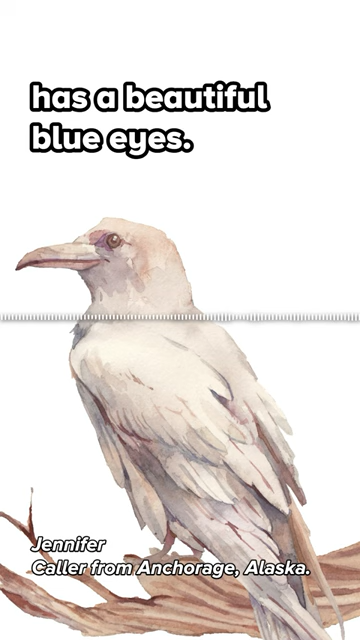 has a beautiful
blue eyes.
Jennifer
Caller from Anchorage, Alaska.